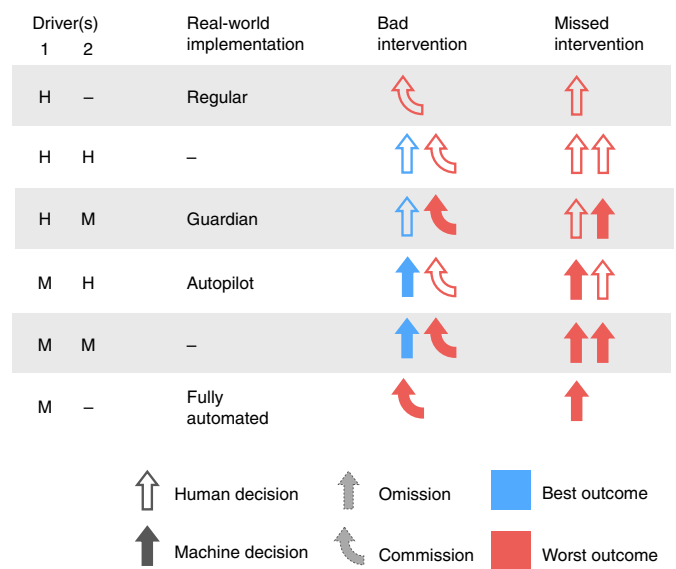 Driver(s) Real-world implementation Bad intervention Missed intervention
1 2
H – Regular
H H –
H M Guardian
M H Autopilot
M M –
M – Fully automated
Human decision Omission Best outcome
Machine decision Commission Worst outcome